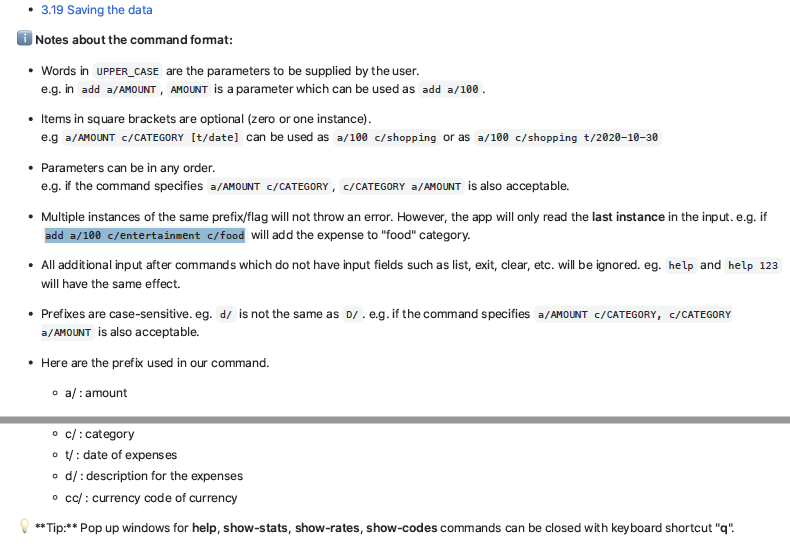 3.19 Saving the data
Notes about the command format:
Words in UPPER_CASE are the parameters to be supplied by the user.
e.g. in add a/AMOUNT , AMOUNT is a parameter which can be used as add a/100 .
Items in square brackets are optional (zero or one instance).
e.g a/AMOUNT c/CATEGORY [t/date] can be used as a/100 c/shopping or as a/100 c/shopping t/2020-10-30
Parameters can be in any order.
e.g. if the command specifies a/AMOUNT c/CATEGORY , c/CATEGORY a/AMOUNT is also acceptable.
Multiple instances of the same prefix/flag will not throw an error. However, the app will only read the last instance in the input. e.g. if
add a/100 c/entertainment c/food will add the expense to "food" category.
All additional input after commands which do not have input fields such as list, exit, clear, etc. will be ignored. eg. help and help 123
will have the same effect.
Prefixes are case-sensitive. eg. d/ is not the same as D/ . e.g. if the command specifies a/AMOUNT c/CATEGORY, c/CATEGORY
a/AMOUNT is also acceptable.
Here are the prefix used in our command.
a/ : amount
c/ : category
t/ : date of expenses
d/ : description for the expenses
cc/ : currency code of currency
**Tip:** Pop up windows for help, show-stats, show-rates, show-codes commands can be closed with keyboard shortcut "q".